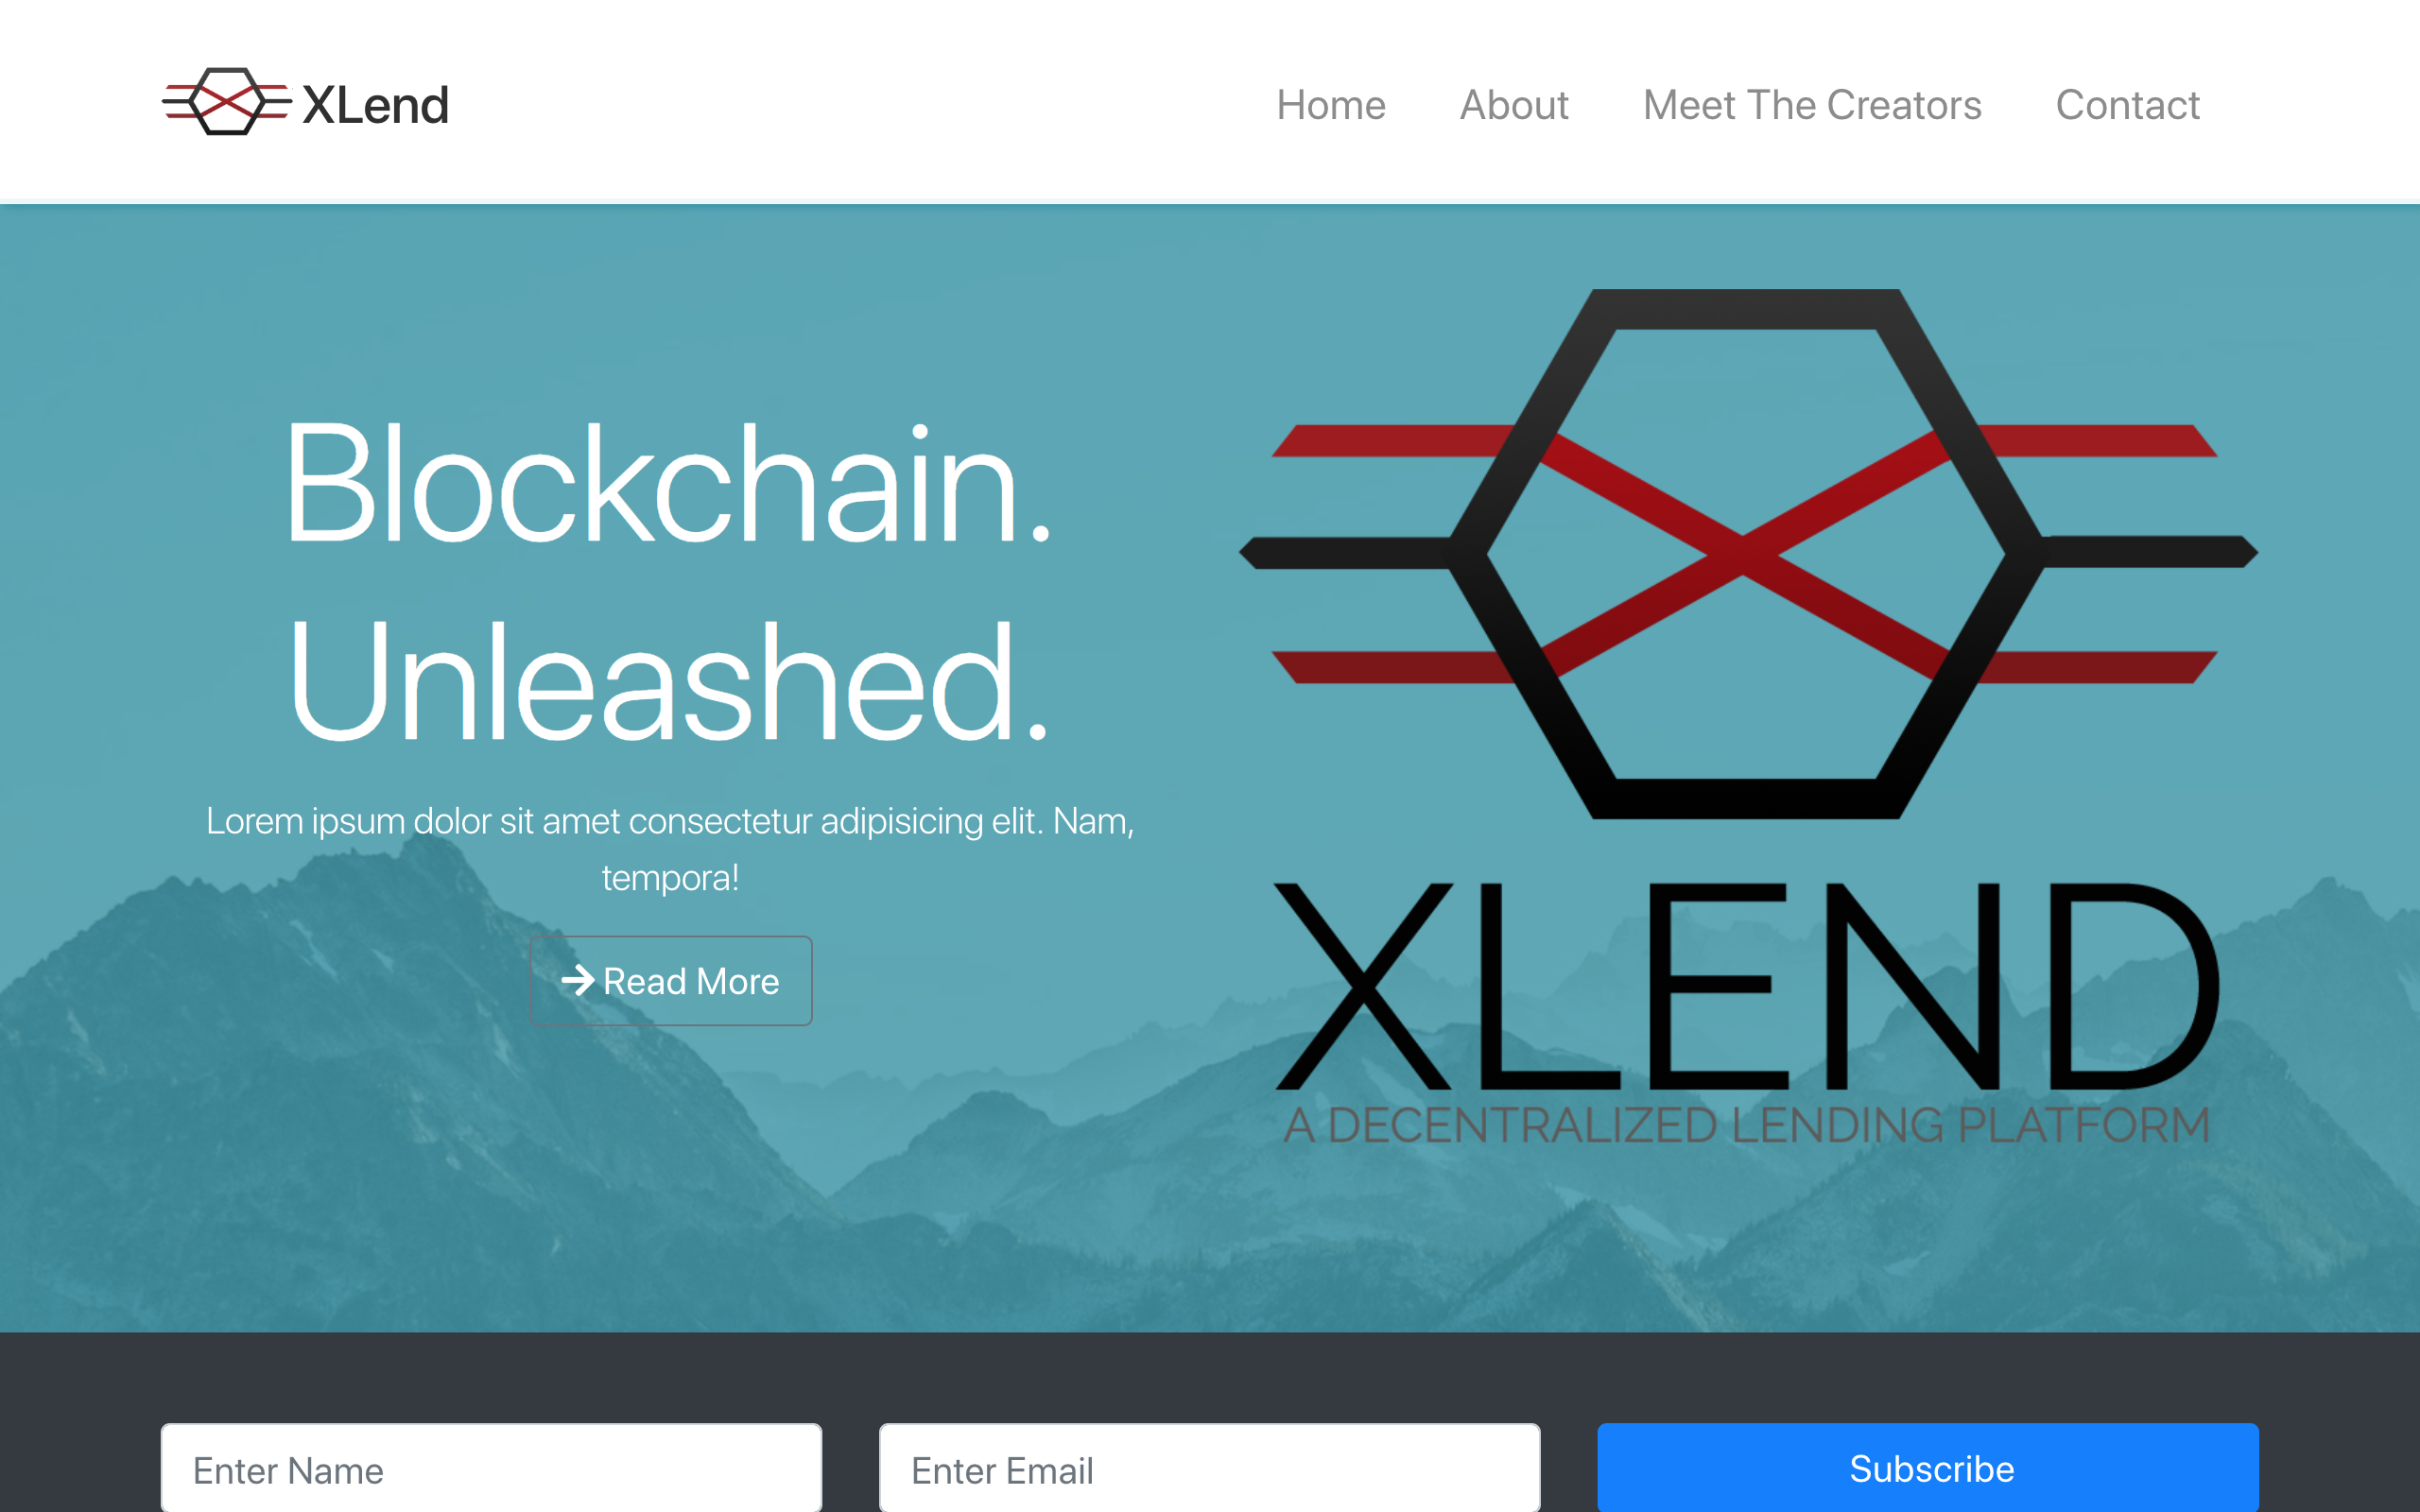 XLend
Home About Meet The Creators Contact
Blockchain.
Unleashed.
Lorem ipsum dolor sit amet consectetur adipisicing elit. Nam,
tempora!
Read More
XLEND
A DECENTRALIZED LENDING PLATFORM
Enter Name
Enter Email
Subscribe